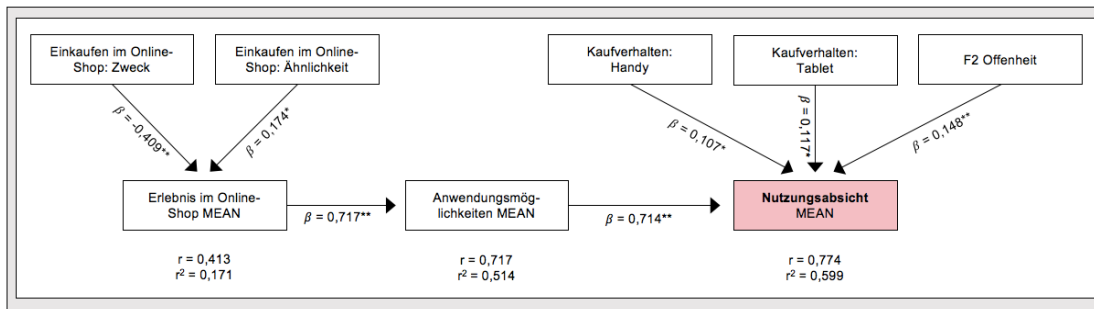 Einkaufen im Online-
Shop: Zweck
Einkaufen im Online-
Shop: Ähnlichkeit
Kaufverhalten:
Handy
Kaufverhalten:
Tablet
F2 Offenheit
β = -0,409**
β = 0,174*
β = 0,107*
β = 0,117*
β = 0,148**
Erlebnis im Online-
Shop MEAN
β = 0,717**
Anwendungsmög-
lichkeiten MEAN
β = 0,714**
Nutzungsabsicht
MEAN
r = 0,413
r² = 0,171
r = 0,717
r² = 0,514
r = 0,774
r² = 0,599